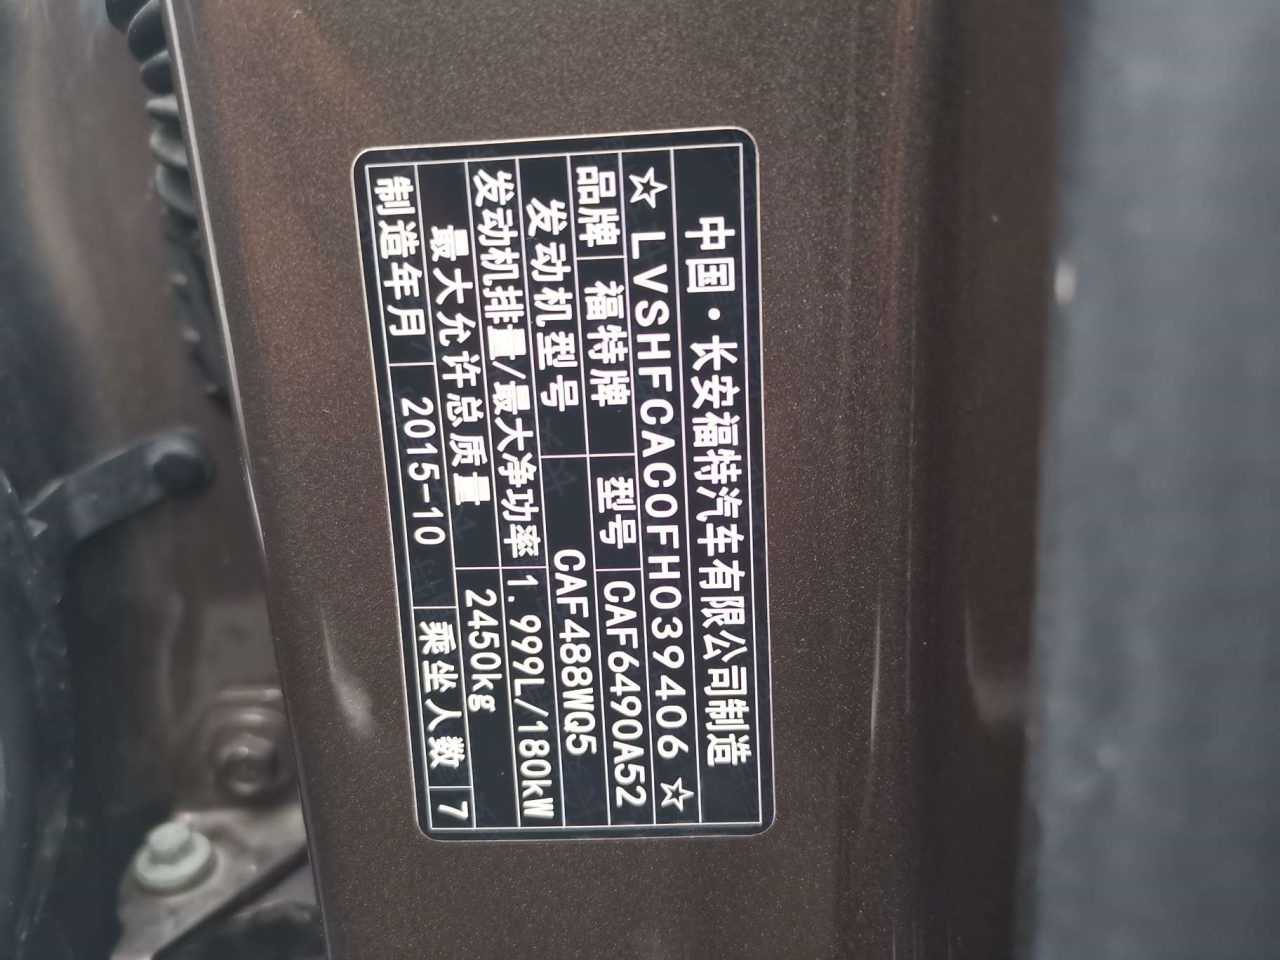 中国·长安福特汽车有限公司制造
☆LVSHFCAC0FH039406☆
品牌 福特牌 型号 CAF6490A52
发动机型号 CAF488WQ5
发动机排量/最大净功率 1.999L/180kW
最大允许总质量 2450kg
制造年月 2015-10 乘坐人数 7